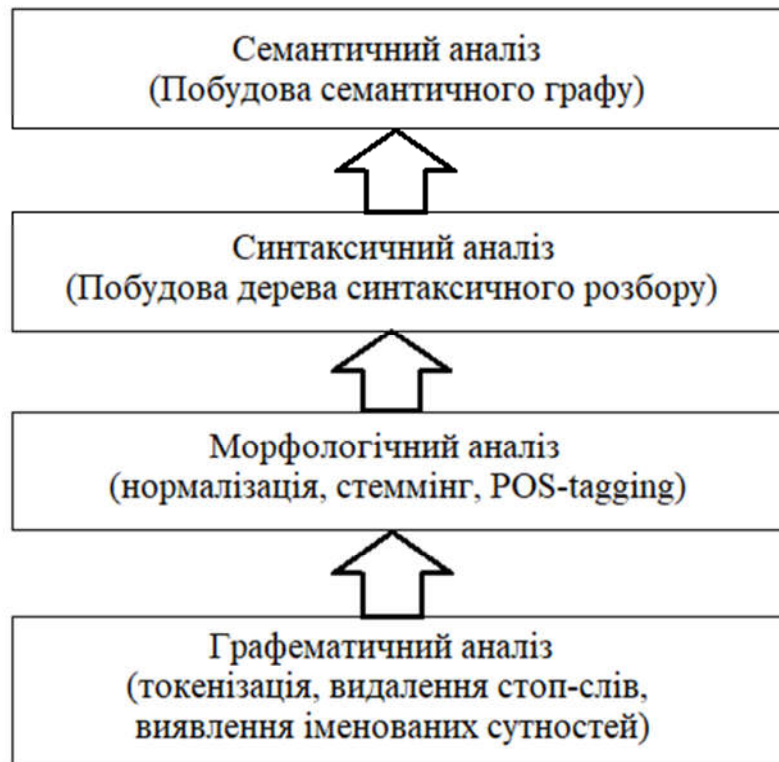 Семантичний аналіз
(Побудова семантичного графу)
Синтаксичний аналіз
(Побудова дерева синтаксичного розбору)
Морфологічний аналіз
(нормалізація, стеммінг, POS-tagging)
Графематичний аналіз
(токенізація, видалення стоп-слів,
виявлення іменованих сутностей)